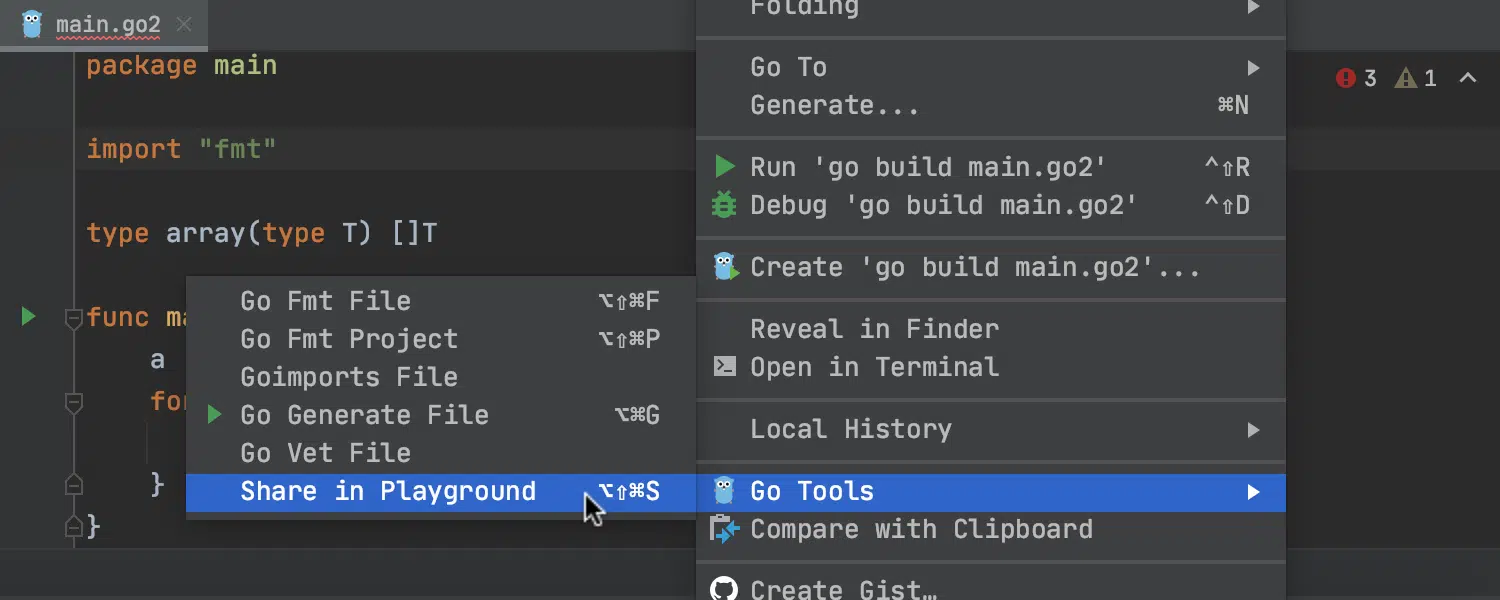 main.go2
package main
import "fmt"
type array(type T) []T
func
a
for
}
}
3 1
Folding
Go To
Generate... ⌘N
Run 'go build main.go2' ^⇧R
Debug 'go build main.go2' ^⇧D
Create 'go build main.go2'...
Reveal in Finder
Open in Terminal
Local History
Go Tools
Compare with Clipboard
Create Gist…
Go Fmt File ⌥⇧⌘F
Go Fmt Project ⌥⇧⌘P
Goimports File
Go Generate File ⌥⌘G
Go Vet File
Share in Playground ⌥⇧⌘S